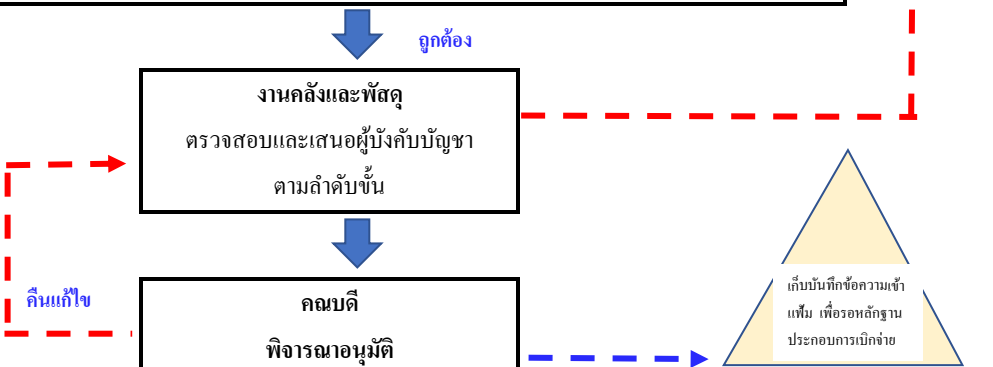 ถูกต้อง
งานคลังและพัสดุ
ตรวจสอบและเสนอผู้บังคับบัญชา
ตามลำดับขั้น
คืนแก้ไข
คณบดี
พิจารณาอนุมัติ
เก็บบันทึกข้อความเข้า
แฟ้ม เพื่อรอหลักฐาน
ประกอบการเบิกจ่าย